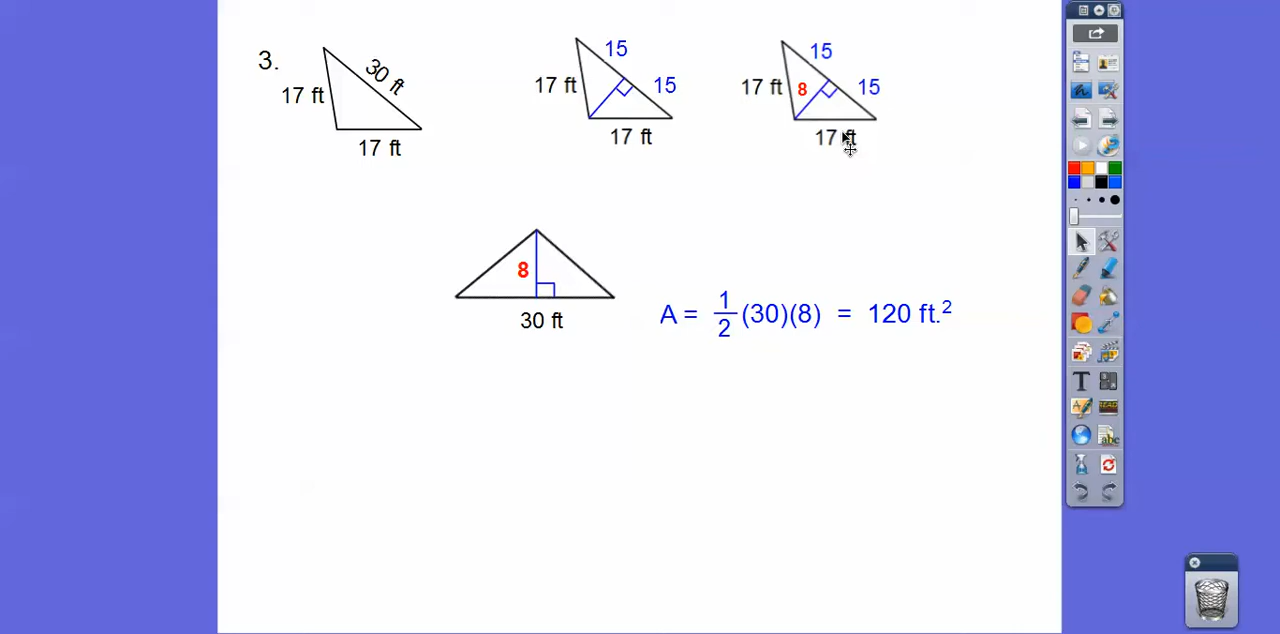 3.
30 ft
17 ft
17 ft
15
17 ft
15
17 ft
15
17 ft
8
15
17 ft
8
30 ft
A = 1/2 (30)(8) = 120 ft.²